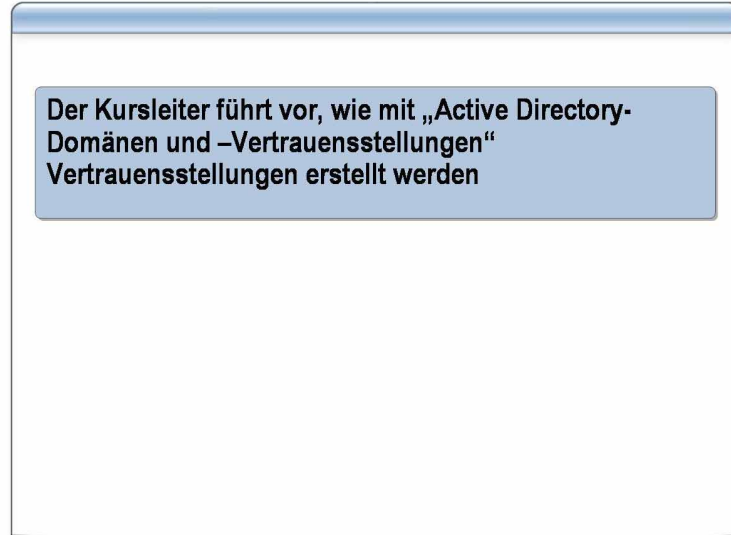 Der Kursleiter führt vor, wie mit „Active Directory-
Domänen und –Vertrauensstellungen“
Vertrauensstellungen erstellt werden